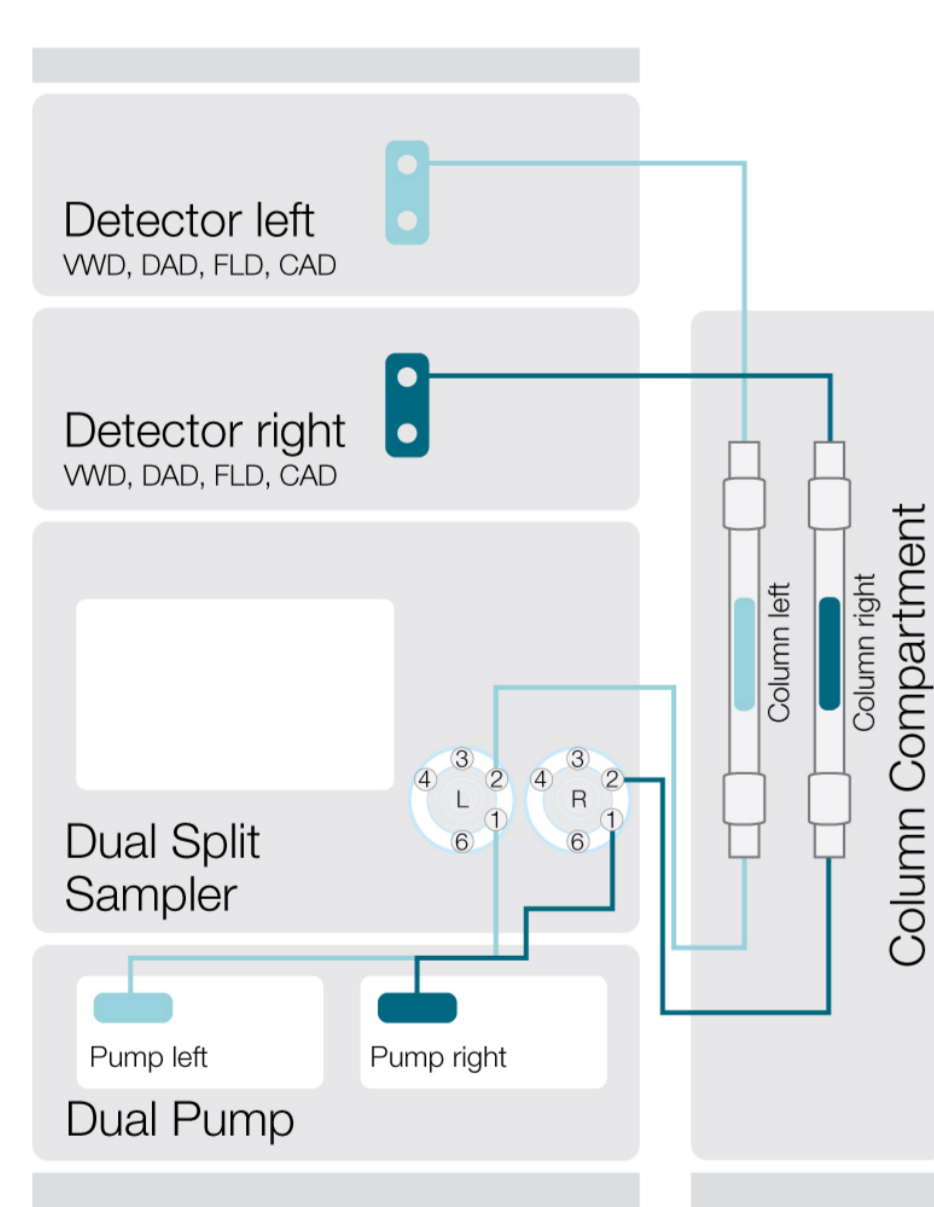 Detector left
VWD, DAD, FLD, CAD
Detector right
VWD, DAD, FLD, CAD
Column left
Column right
Column Compartment
3
4
2
L
1
6
3
4
2
R
1
6
Dual Split
Sampler
Pump left
Pump right
Dual Pump